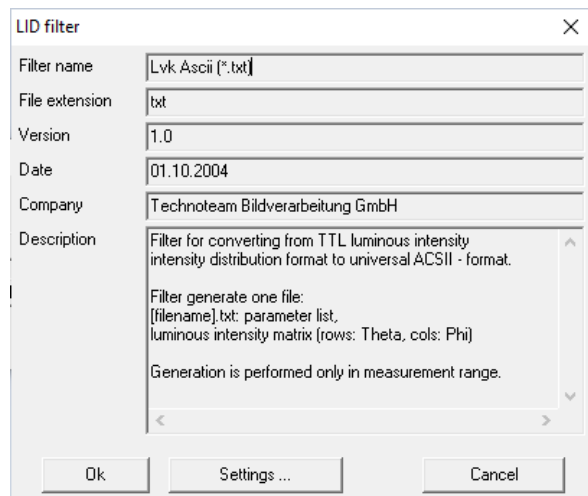 LID filter
Filter name Lvk Ascii (*.txt)
File extension txt
Version 1.0
Date 01.10.2004
Company Technoteam Bildverarbeitung GmbH
Description Filter for converting from TTL luminous intensity
intensity distribution format to universal ACSII - format.
Filter generate one file:
[filename].txt: parameter list,
luminous intensity matrix (rows: Theta, cols: Phi)
Generation is performed only in measurement range.
Ok Settings ... Cancel